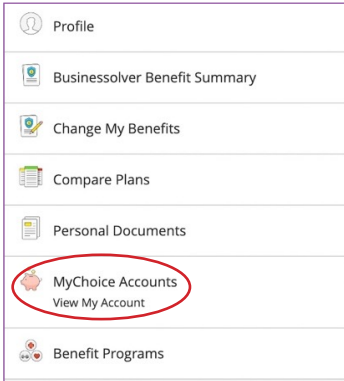 Profile
Businessolver Benefit Summary
Change My Benefits
Compare Plans
Personal Documents
MyChoice Accounts
View My Account
Benefit Programs